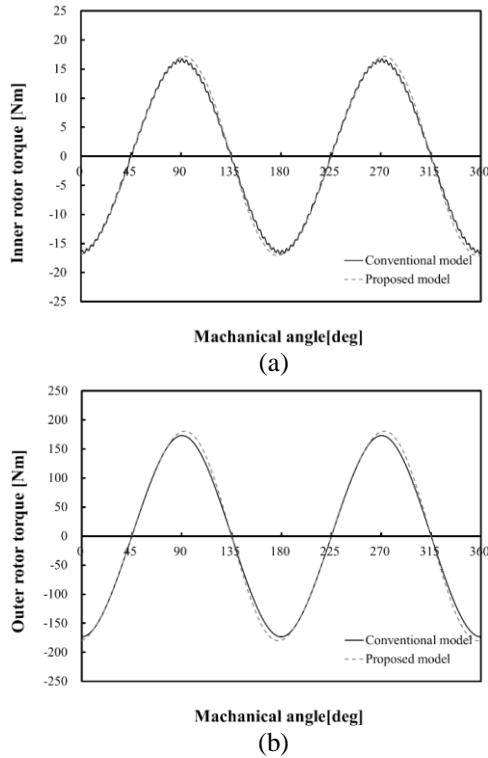 25
20
15
10
5
0
-5
-10
-15
-20
-25
0 45 90 135 180 225 270 315 360
Inner rotor torque [Nm]
Conventional model
Proposed model
Machanical angle[deg]
(a)
250
200
150
100
50
0
-50
-100
-150
-200
-250
0 45 90 135 180 225 270 315 360
Outer rotor torque [Nm]
Conventional model
Proposed model
Machanical angle[deg]
(b)